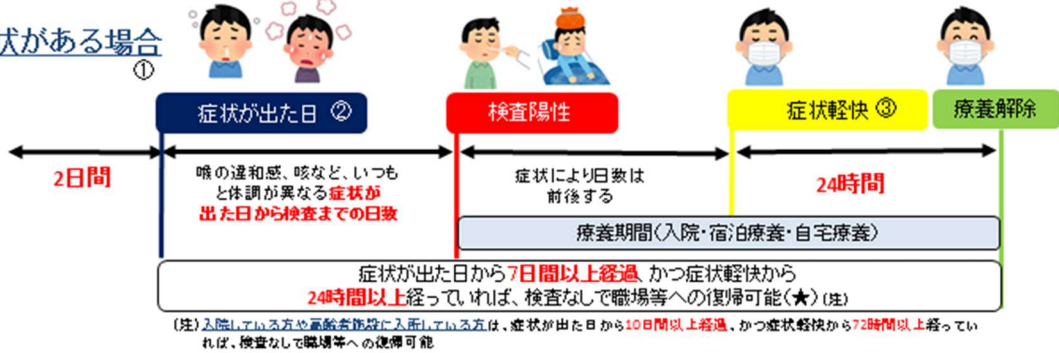 状がある場合
①
症状が出た日 ②
検査陽性
症状軽快 ③
療養解除
2日間
喉の違和感、咳など、いつも
と体調が異なる症状が
出た日から検査までの日数
症状により日数は
前後する
24時間
療養期間(入院・宿泊療養・自宅療養)
症状が出た日から7日間以上経過、かつ症状軽快から
24時間以上経っていれば、検査なしで職場等への復帰可能(★)(注)
(注)入院している方や高齢者施設に入所している方は、症状が出た日から10日間以上経過、かつ症状軽快から72時間以上経ってい
れば、検査なしで職場等への復帰可能